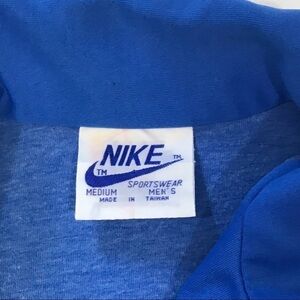 NIKE TM
TM
SPORTSWEAR
MEDIUM MEN'S
MADE IN TAIWAN